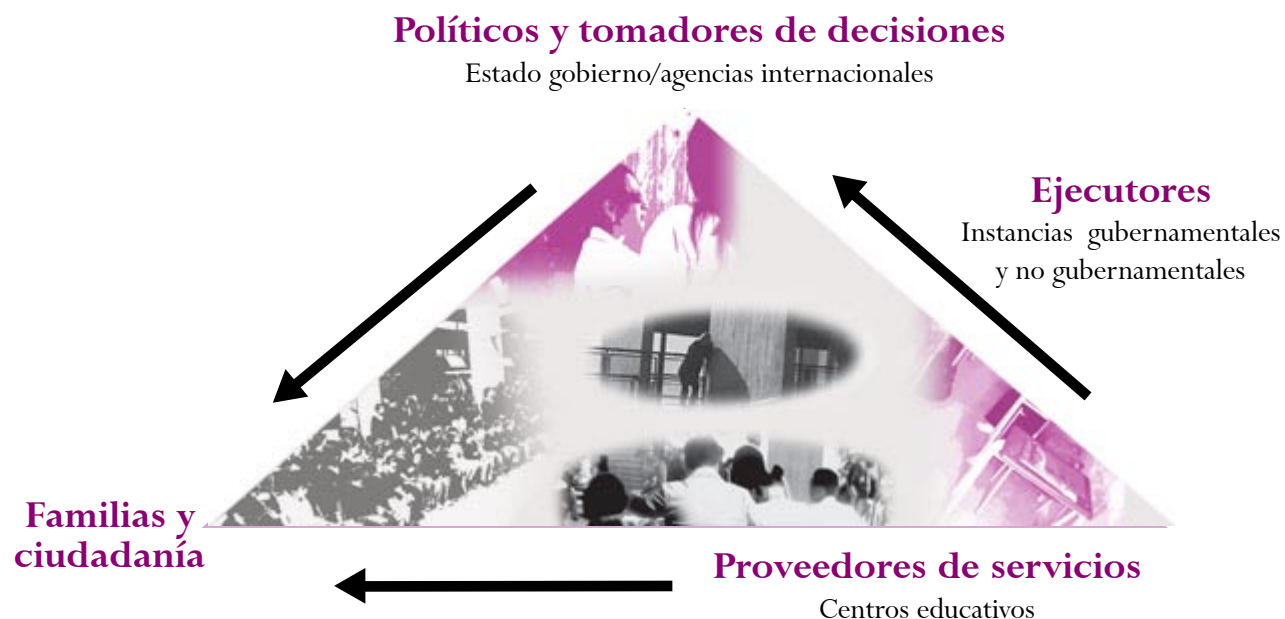 Políticos y tomadores de decisiones
Estado gobierno/agencias internacionales
Ejecutores
Instancias gubernamentales
y no gubernamentales
Familias y
ciudadanía
Proveedores de servicios
Centros educativos